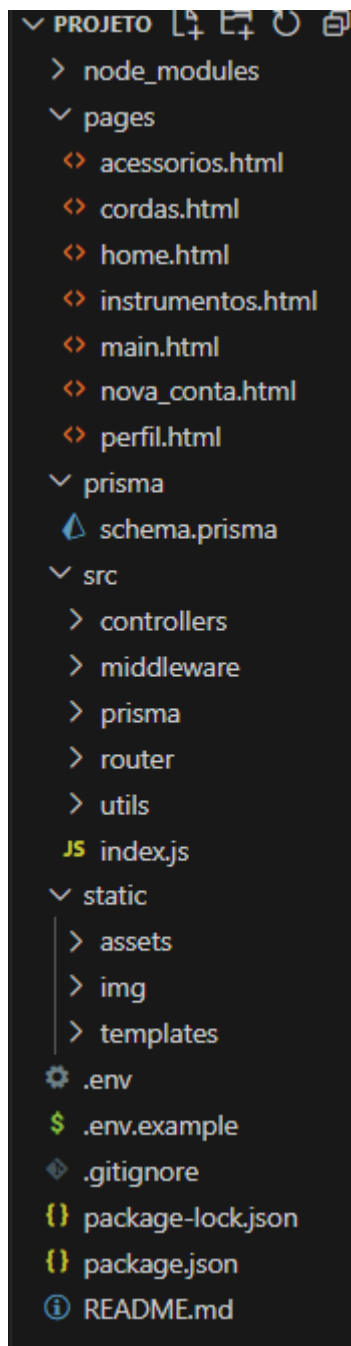 PROJETO
node_modules
pages
acessorios.html
cordas.html
home.html
instrumentos.html
main.html
nova_conta.html
perfil.html
prisma
schema.prisma
src
controllers
middleware
prisma
router
utils
JS index.js
static
assets
img
templates
.env
$ .env.example
.gitignore
{} package-lock.json
{} package.json
README.md